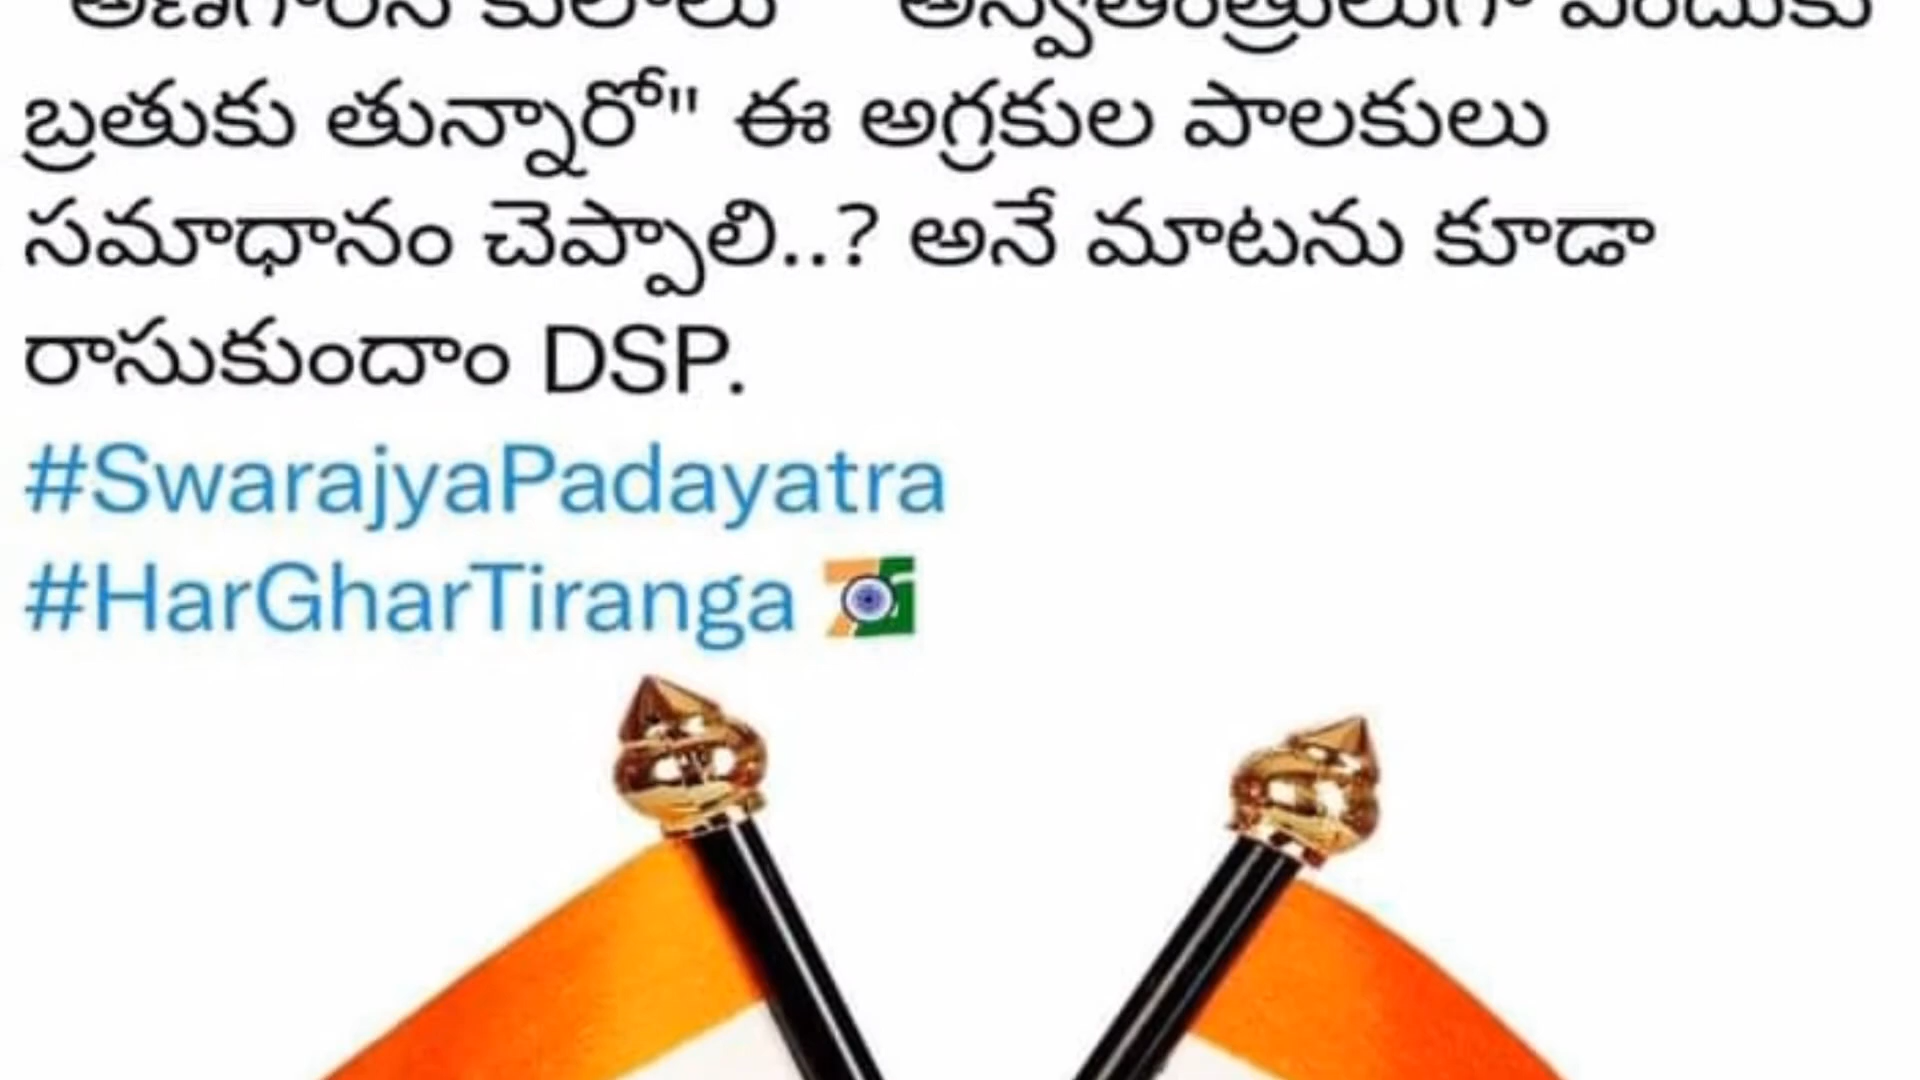 బ్రతుకు తున్నారో" ఈ అగ్రకుల పాలకులు
సమాధానం చెప్పాలి..? అనే మాటను కూడా
రాసుకుందాం DSP.
#SwarajyaPadayatra
#HarGharTiranga